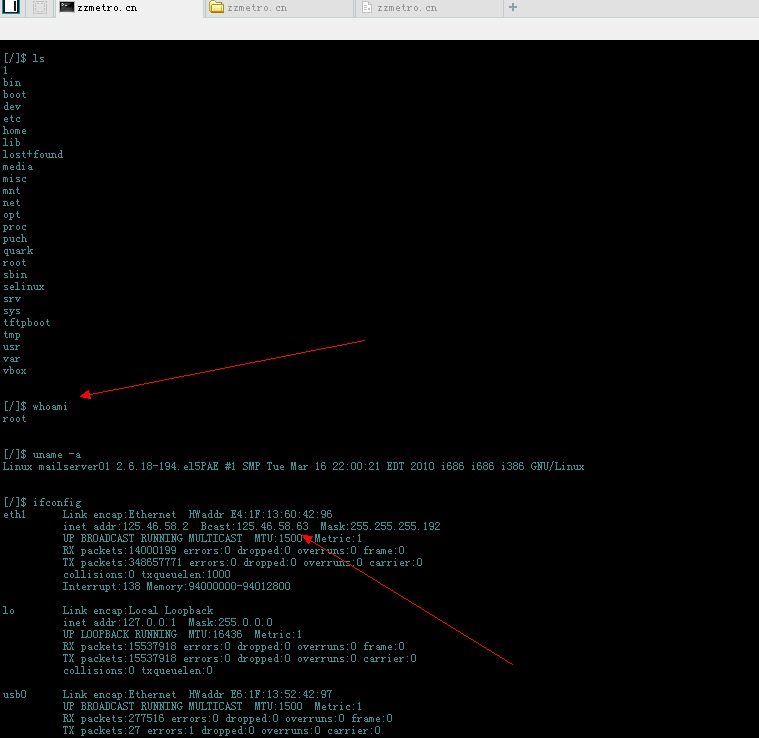 zzmetro.cn zzmetro.cn zzmetro.cn +
[/]$ ls
1
bin
boot
dev
etc
home
lib
lost+found
media
misc
mnt
net
opt
proc
puch
quark
root
sbin
selinux
srv
sys
tftpboot
tmp
usr
var
vbox
[/]$ whoami
root
[/]$ uname -a
Linux mailserver01 2.6.18-194.el5PAE #1 SMP Tue Mar 16 22:00:21 EDT 2010 i686 i686 i386 GNU/Linux
[/]$ ifconfig
eth1 Link encap:Ethernet HWaddr E4:1F:13:60:42:96
inet addr:125.46.58.2 Bcast:125.46.58.63 Mask:255.255.255.192
UP BROADCAST RUNNING MULTICAST MTU:1500 Metric:1
RX packets:14000199 errors:0 dropped:0 overruns:0 frame:0
TX packets:348657771 errors:0 dropped:0 overruns:0 carrier:0
collisions:0 txqueuelen:1000
Interrupt:138 Memory:94000000-94012800
lo Link encap:Local Loopback
inet addr:127.0.0.1 Mask:255.0.0.0
UP LOOPBACK RUNNING MTU:16436 Metric:1
RX packets:15537918 errors:0 dropped:0 overruns:0 frame:0
TX packets:15537918 errors:0 dropped:0 overruns:0 carrier:0
collisions:0 txqueuelen:0
usb0 Link encap:Ethernet HWaddr E6:1F:13:52:42:97
UP BROADCAST RUNNING MULTICAST MTU:1500 Metric:1
RX packets:277516 errors:0 dropped:0 overruns:0 frame:0
TX packets:27 errors:1 dropped:0 overruns:0 carrier:0